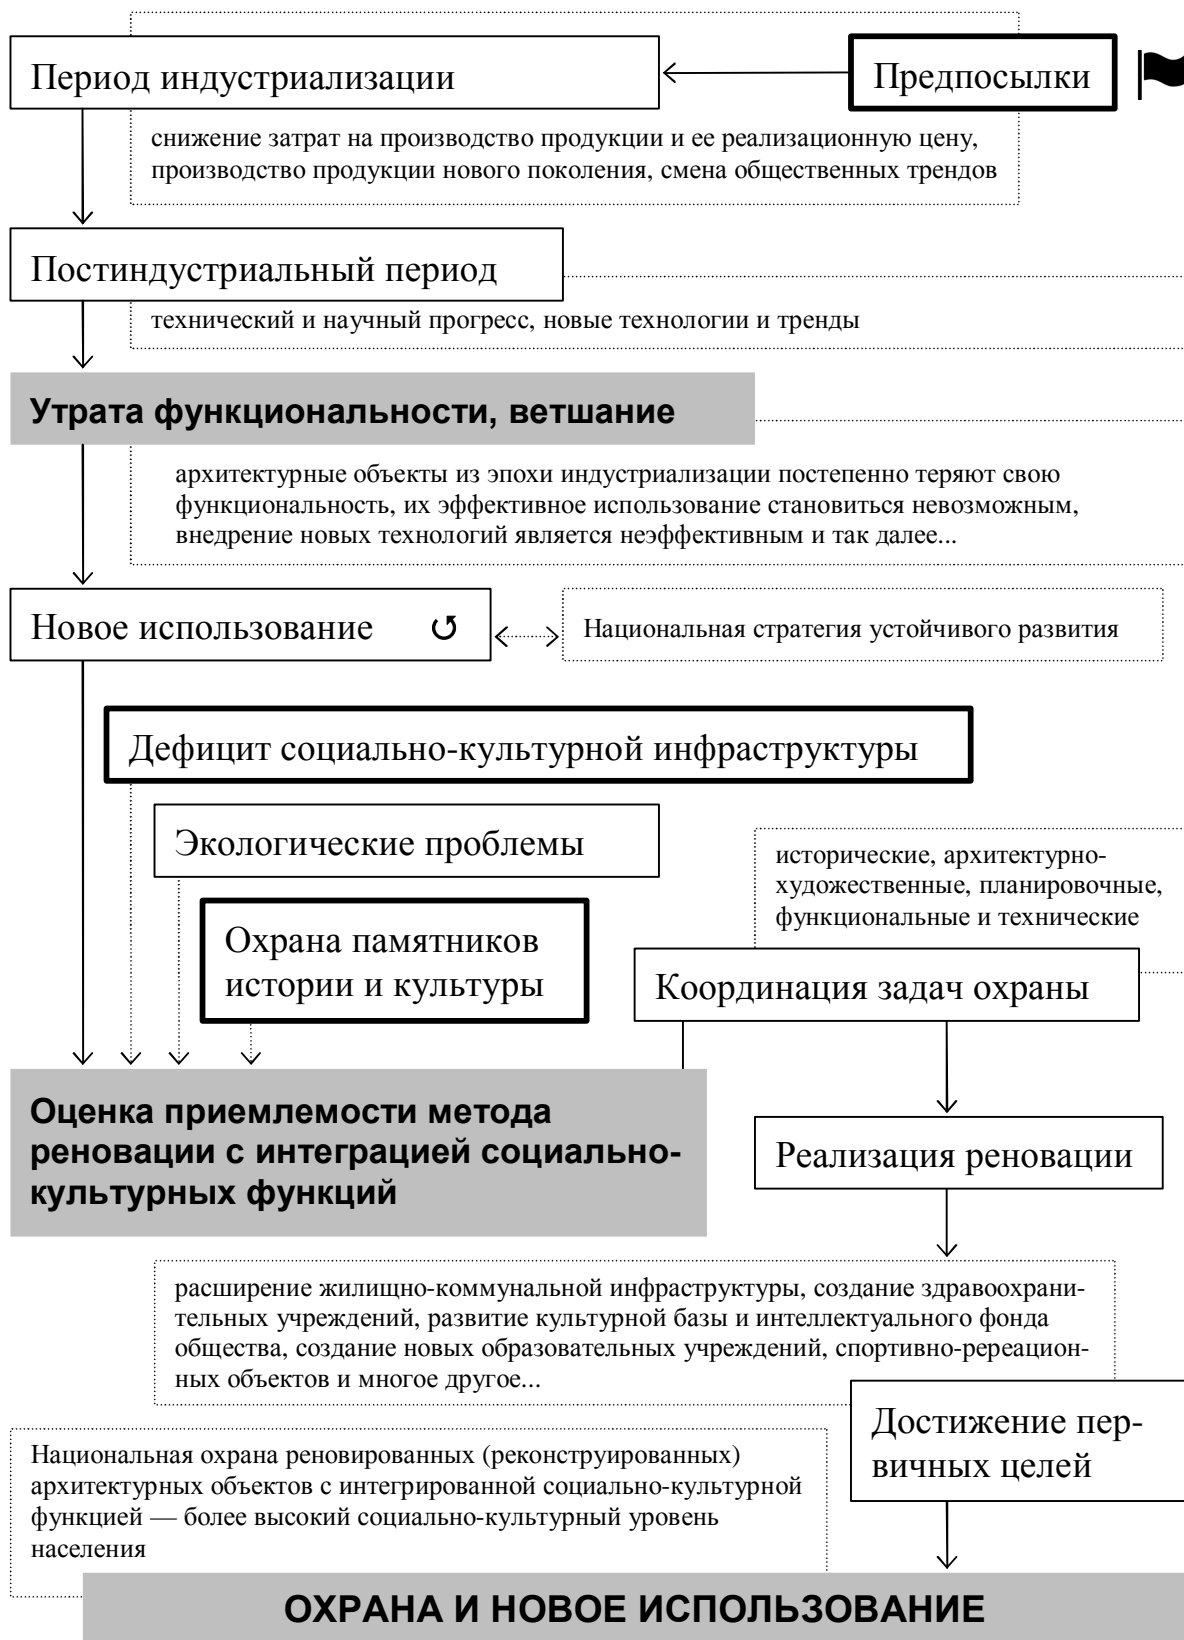 Период индустриализации
Предпосылки
снижение затрат на производство продукции и ее реализационную цену,
производство продукции нового поколения, смена общественных трендов
Постиндустриальный период
технический и научный прогресс, новые технологии и тренды
Утрата функциональности, ветшание
архитектурные объекты из эпохи индустриализации постепенно теряют свою
функциональность, их эффективное использование становиться невозможным,
внедрение новых технологий является неэффективным и так далее...
Новое использование
Национальная стратегия устойчивого развития
Дефицит социально-культурной инфраструктуры
Экологические проблемы
исторические, архитектурно-
художественные, планировочные,
функциональные и технические
Охрана памятников
истории и культуры
Координация задач охраны
Оценка приемлемости метода
реновации с интеграцией социально-
культурных функций
Реализация реновации
расширение жилищно-коммунальной инфраструктуры, создание здравоохрани-
тельных учреждений, развитие культурной базы и интеллектуального фонда
общества, создание новых образовательных учреждений, спортивно-ререацион-
ных объектов и многое другое...
Достижение пер-
вичных целей
Национальная охрана реновированных (реконструированных)
архитектурных объектов с интегрированной социально-культурной
функцией — более высокий социально-культурный уровень
населения
ОХРАНА И НОВОЕ ИСПОЛЬЗОВАНИЕ